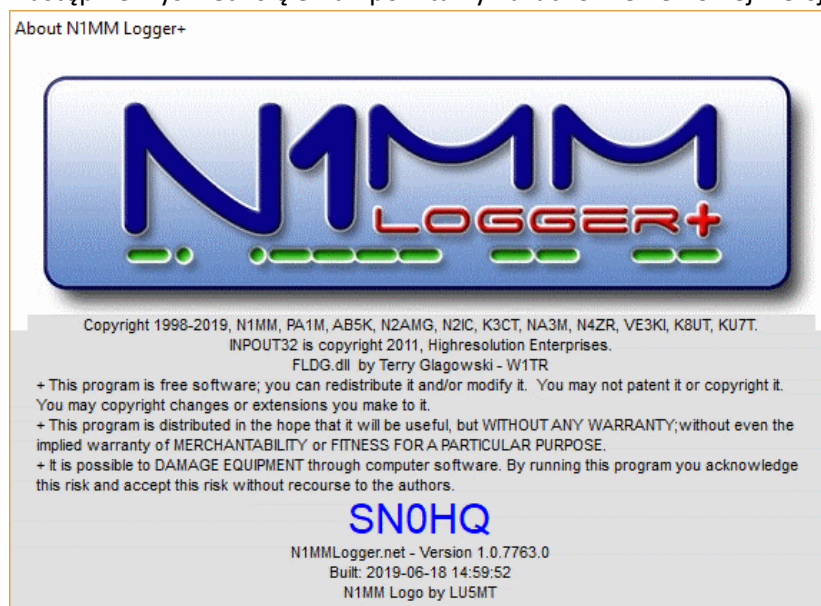 About N1MM Logger+
N1MM
LOGGER+
Copyright 1998-2019, N1MM, PA1M, AB5K, N2AMG, N2IC, K3CT, NA3M, N4ZR, VE3KI, K8UT, KU7T.
INPOUT32 is copyright 2011, Highresolution Enterprises.
FLDG.dll by Terry Glagowski - W1TR
+ This program is free software; you can redistribute it and/or modify it. You may not patent it or copyright it.
You may copyright changes or extensions you make to it.
+ This program is distributed in the hope that it will be useful, but WITHOUT ANY WARRANTY; without even the
implied warranty of MERCHANTABILITY or FITNESS FOR A PARTICULAR PURPOSE.
+ It is possible to DAMAGE EQUIPMENT through computer software. By running this program you acknowledge
this risk and accept this risk without recourse to the authors.
SN0HQ
N1MMLogger.net - Version 1.0.7763.0
Built: 2019-06-18 14:59:52
N1MM Logo by LU5MT